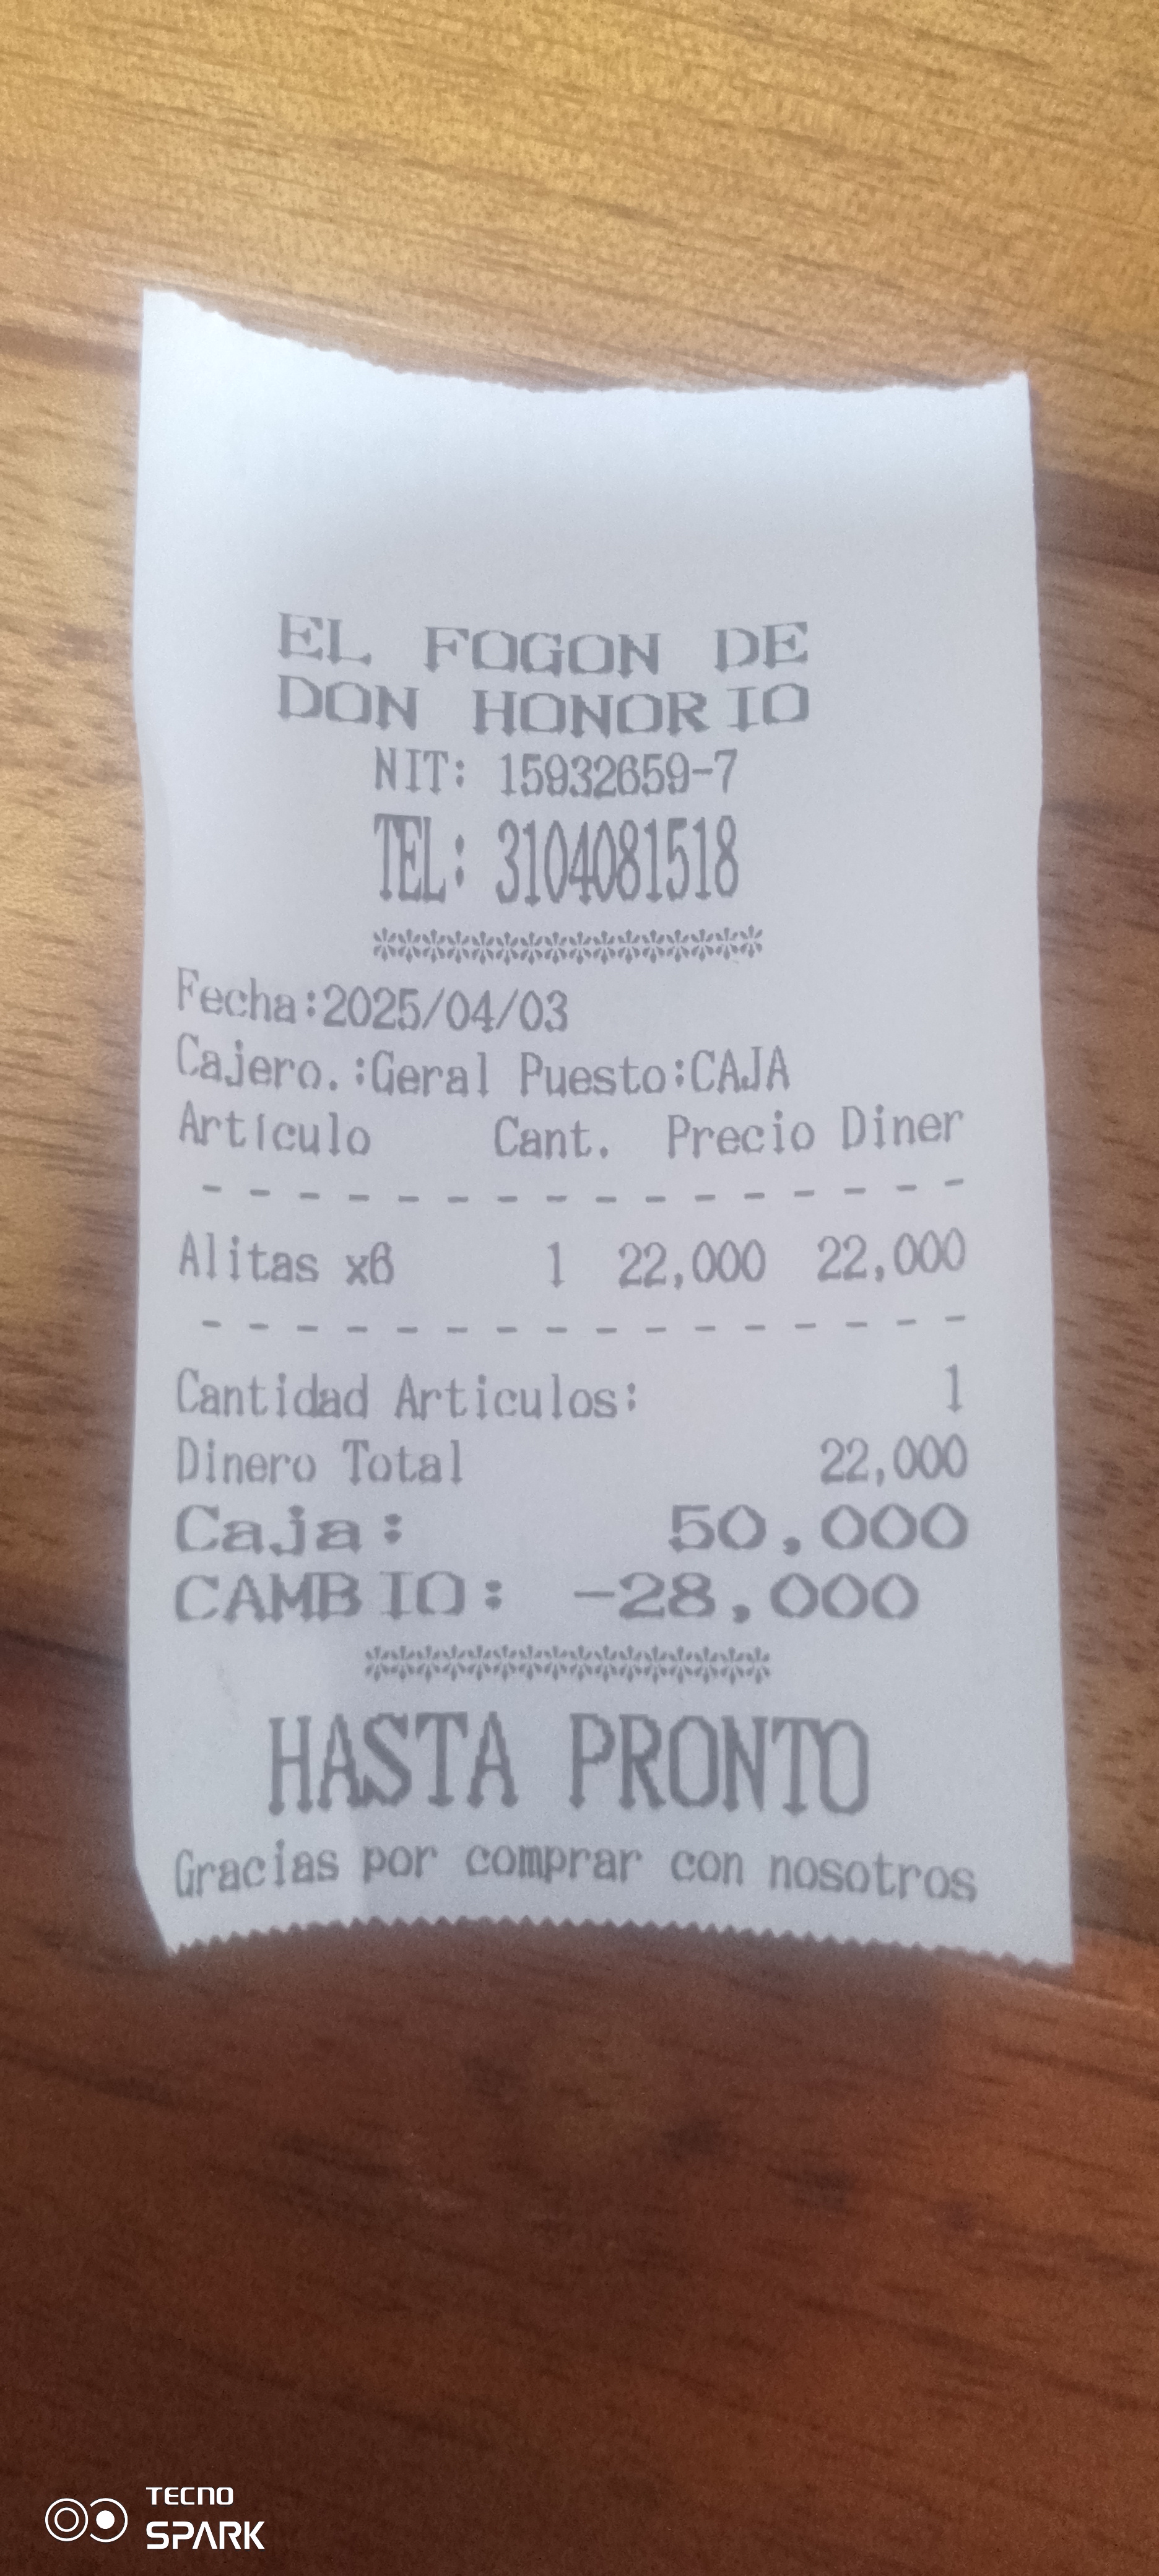 EL FOGON DE
DON HONORIO
NIT: 15932659-7
TEL: 3104081518
****************
Fecha:2025/04/03
Cajero.:Geral Puesto:CAJA
Artículo Cant. Precio Diner
- - - - - - - - - - - - - - - -
Alitas x6 1 22,000 22,000
- - - - - - - - - - - - - - - -
Cantidad Articulos: 1
Dinero Total 22,000
Caja: 50,000
CAMBIO: -28,000
*****************
HASTA PRONTO
Gracias por comprar con nosotros
TECNO
SPARK